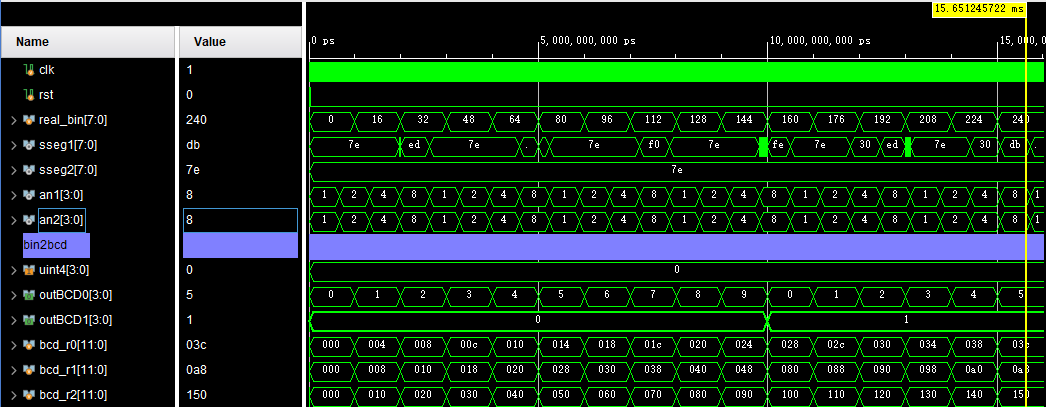 15.651245722 ms
Name Value
0 ps 5,000,000,000 ps 10,000,000,000 ps 15,000,
clk 1
rst 0
real_bin[7:0] 240 0 16 32 48 64 80 96 112 128 144 160 176 192 208 224 240
sseg1[7:0] db 7e ed 7e . 7e f0 7e fe 7e 30 ed 7e 30 db .
sseg2[7:0] 7e 7e
an1[3:0] 8 1 2 4 8 1 2 4 8 1 2 4 8 1 2 4 8 1 2 4 8 1 2 4 8 1
an2[3:0] 8 1 2 4 8 1 2 4 8 1 2 4 8 1 2 4 8 1 2 4 8 1 2 4 8 1
bin2bcd
uint4[3:0] 0 0
outBCD0[3:0] 5 0 1 2 3 4 5 6 7 8 9 0 1 2 3 4 5
outBCD1[3:0] 1 0 1
bcd_r0[11:0] 03c 000 004 008 00c 010 014 018 01c 020 024 028 02c 030 034 038 03c
bcd_r1[11:0] 0a8 000 008 010 018 020 028 030 038 040 048 080 088 090 098 0a0 0a8
bcd_r2[11:0] 150 000 010 020 030 040 050 060 070 080 090 100 110 120 130 140 150